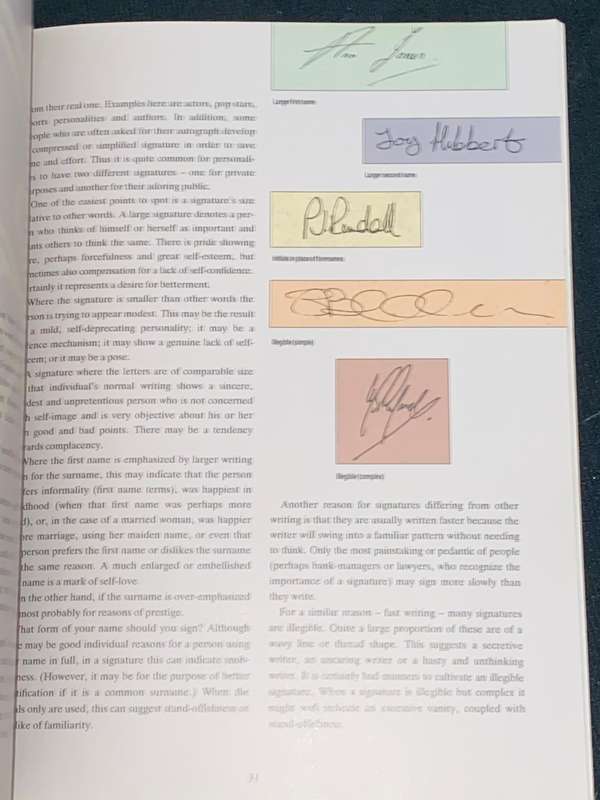 om their real one. Examples here are actors, pop stars,
orts personalities and authors. In addition, some
ople who are often asked for their autograph develop
compressed or simplified signature in order to save
me and effort. Thus it is quite common for personali-
s to have two different signatures – one for private
rposes and another for their adoring public.
One of the easiest points to spot is a signature's size
lative to other words. A large signature denotes a per-
n who thinks of himself or herself as important and
nts others to think the same. There is pride showing
re, perhaps forcefulness and great self-esteem, but
metimes also compensation for a lack of self-confidence.
rtainly it represents a desire for betterment.
Where the signature is smaller than other words the
rson is trying to appear modest. This may be the result
a mild, self-deprecating personality; it may be a
ence mechanism; it may show a genuine lack of self-
eem; or it may be a pose.
A signature where the letters are of comparable size
that individual's normal writing shows a sincere,
dest and unpretentious person who is not concerned
h self-image and is very objective about his or her
n good and bad points. There may be a tendency
ards complacency.
Where the first name is emphasized by larger writing
n for the surname, this may indicate that the person
fers informality (first name terms), was happiest in
dhood (when that first name was perhaps more
d), or, in the case of a married woman, was happier
re marriage, using her maiden name, or even that
person prefers the first name or dislikes the surname
the same reason. A much enlarged or embellished
name is a mark of self-love.
n the other hand, if the surname is over-emphasized
most probably for reasons of prestige.
hat form of your name should you sign? Although
e may be good individual reasons for a person using
r name in full, in a signature this can indicate snob-
ness. (However, it may be for the purpose of better
tification if it is a common surname.) When the
ls only are used, this can suggest stand-offishness or
like of familiarity.
Larger first name
Joy Hubbert
Larger second name
P.J. Randall
Initials in place of forenames
Illegible (simple)
Illegible (complex)
Another reason for signatures differing from other
writing is that they are usually written faster because the
writer will swing into a familiar pattern without needing
to think. Only the most painstaking or pedantic of people
(perhaps bank-managers or lawyers, who recognize the
importance of a signature) may sign more slowly than
they write.
For a similar reason – fast writing – many signatures
are illegible. Quite a large proportion of these are of a
wavy line or thread shape. This suggests a secretive
writer, an uncaring writer or a hasty and unthinking
writer. It is certainly bad manners to cultivate an illegible
signature. When a signature is illegible but complex it
might well indicate an excessive vanity, coupled with
stand-offishness.
31